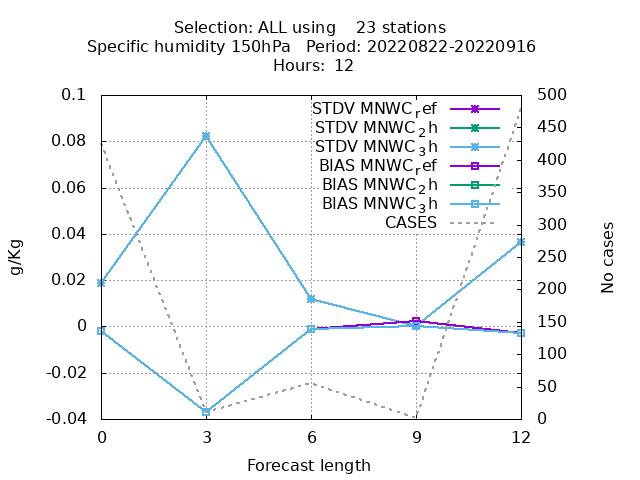 Selection: ALL using    23 stations
Specific humidity 150hPa   Period: 20220822-20220916
Hours: 12
0.1
0.08
0.06
0.04
0.02
0
-0.02
-0.04
g/Kg
STDV MNWC_ref
STDV MNWC_2h
STDV MNWC_3h
BIAS MNWC_ref
BIAS MNWC_2h
BIAS MNWC_3h
CASES
500
450
400
350
300
250
200
150
100
50
0
No cases
0 3 6 9 12
Forecast length